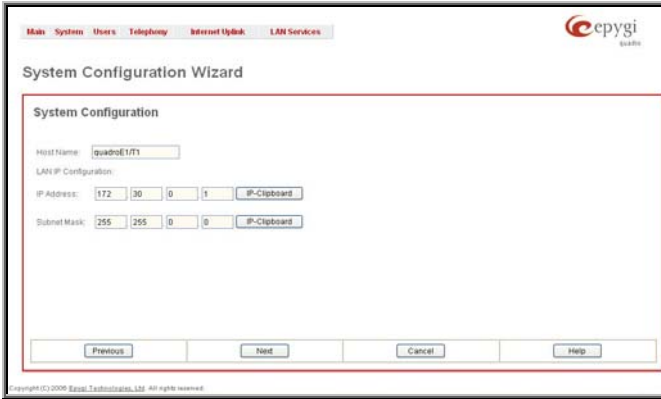 Main System Users Telephony Internet Uplink LAN Services
epygi
quadro
System Configuration Wizard
System Configuration
Host Name: quadroE1/T1
LAN IP Configuration:
IP Address: 172 30 0 1 IP-Clipboard
Subnet Mask: 255 255 0 0 IP-Clipboard
Previous Next Cancel Help
Copyright (C) 2006 Epygi Technologies, Ltd. All rights reserved.